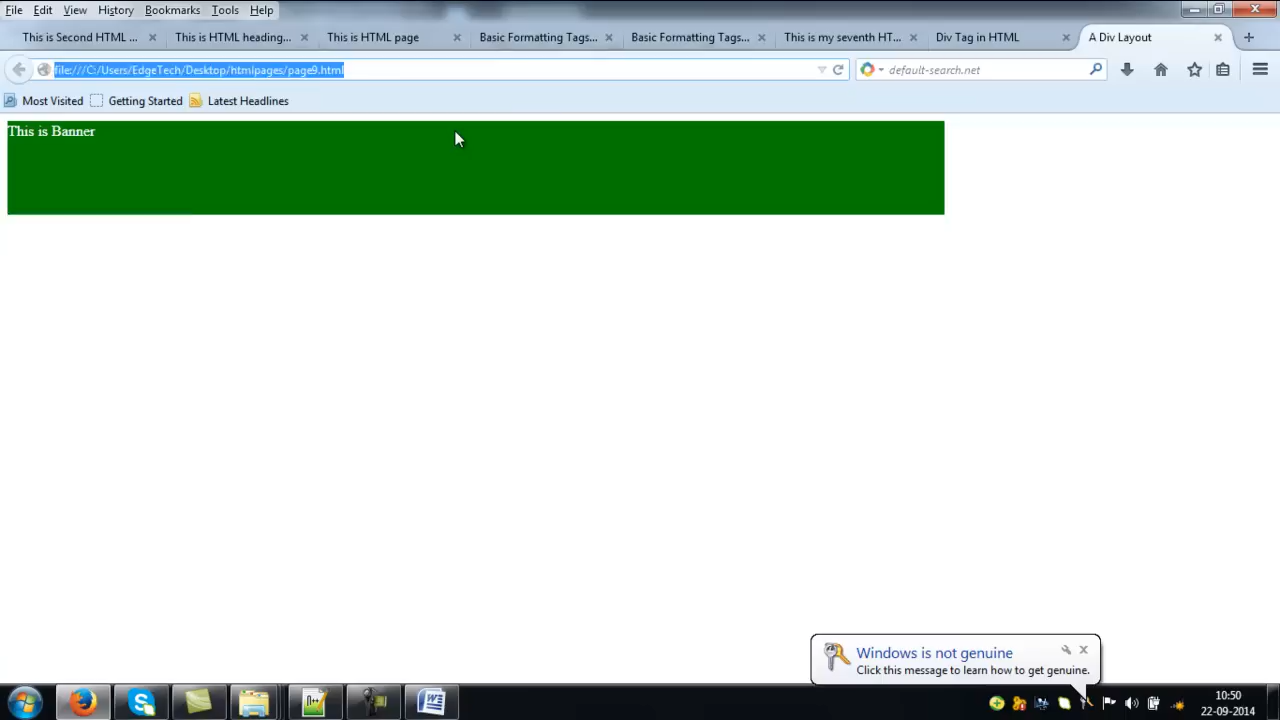 File Edit View History Bookmarks Tools Help
This is Second HTML ... This is HTML heading... This is HTML page Basic Formatting Tags... Basic Formatting Tags... This is my seventh HT... Div Tag in HTML A Div Layout
file:///C:/Users/EdgeTech/Desktop/htmlpages/page9.html default-search.net
Most Visited Getting Started Latest Headlines
This is Banner
Windows is not genuine
Click this message to learn how to get genuine.
10:50
22-09-2014